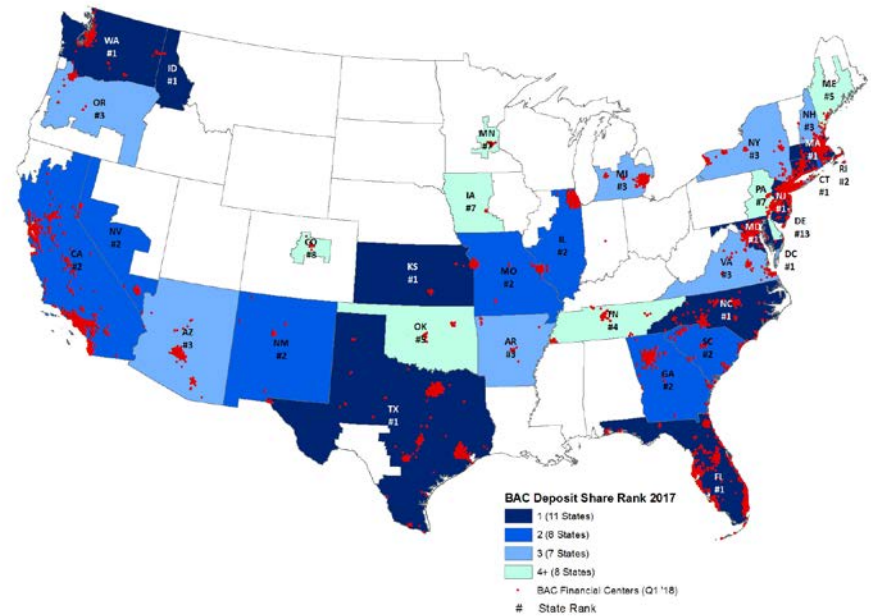 WA
#1
ID
#1
OR
#3
MN
ME
#5
NH
#3
NY
#3
MA
#1
RI
#2
CT
#1
MI
#3
IA
#7
PA
#7
NJ
#1
DE
#13
MD
#1
DC
#1
VA
#3
NV
#2
CA
#2
CO
KS
#1
MO
#2
IL
#2
NC
#1
TN
#4
SC
#2
OK
AR
#3
AZ
#3
NM
#2
GA
#2
TX
#1
FL
#1
BAC Deposit Share Rank 2017
1 (11 States)
2 (8 States)
3 (7 States)
4+ (8 States)
BAC Financial Centers (Q1 '18)
# State Rank